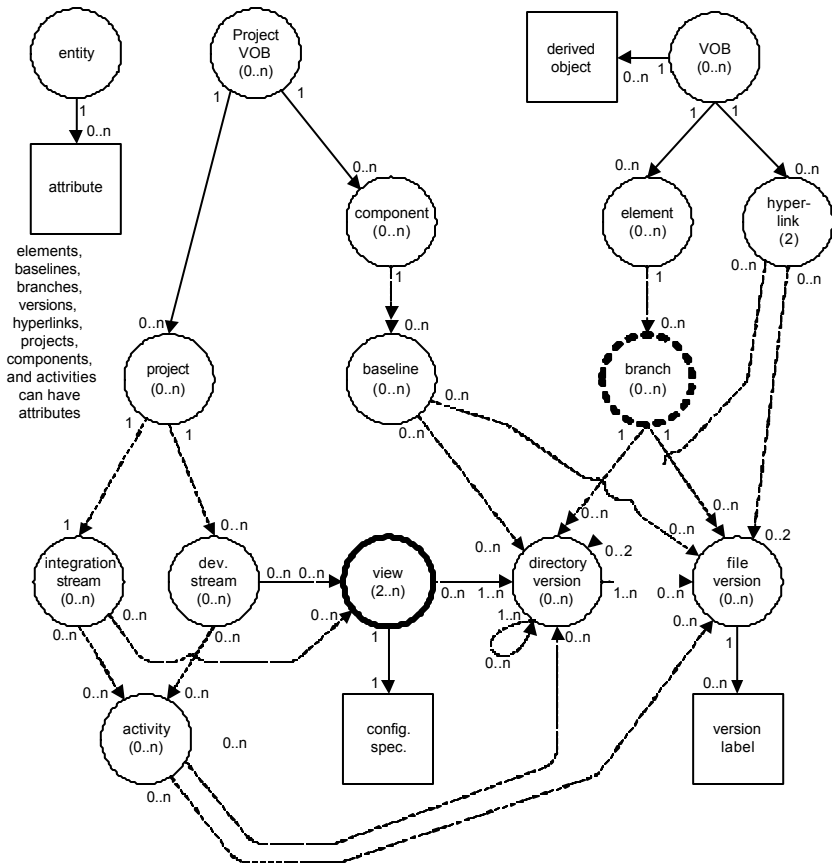 entity
Project
VOB
(0..n)
derived
object
VOB
(0..n)
1
0..n
1
1
1
0..n
1
1
0..n
attribute
0..n
component
(0..n)
0..n
element
(0..n)
0..n
hyper-
link
(2)
elements,
baselines,
branches,
versions,
hyperlinks,
projects,
components,
and activities
can have
attributes
1
1
0..n
0..n
0..n
0..n
0..n
project
(0..n)
baseline
(0..n)
branch
(0..n)
0..n
1
1
0..n
1
1
0..n
0..n
1
0..n
0..n
0..n
0..2
0..2
integration
stream
(0..n)
dev.
stream
(0..n)
0..n
0..n
view
(2..n)
0..n
1..n
directory
version
(0..n)
1..n
0..n
file
version
(0..n)
0..n
0..n
0..n
0..n
1
1..n
0..n
0..n
0..n
1
0..n
0..n
1
0..n
activity
(0..n)
0..n
config.
spec.
version
label
0..n